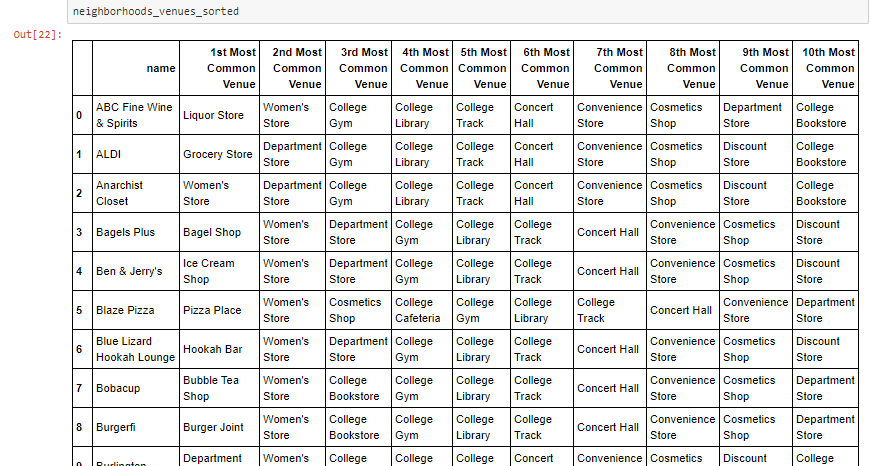 neighborhoods_venues_sorted
Out[22]:
name 1st Most Common Venue 2nd Most Common Venue 3rd Most Common Venue 4th Most Common Venue 5th Most Common Venue 6th Most Common Venue 7th Most Common Venue 8th Most Common Venue 9th Most Common Venue 10th Most Common Venue
0 ABC Fine Wine & Spirits Liquor Store Women's Store College Gym College Library College Track Concert Hall Convenience Store Cosmetics Shop Department Store College Bookstore
1 ALDI Grocery Store Department Store College Gym College Library College Track Concert Hall Convenience Store Cosmetics Shop Discount Store College Bookstore
2 Anarchist Closet Women's Store Department Store College Gym College Library College Track Concert Hall Convenience Store Cosmetics Shop Discount Store College Bookstore
3 Bagels Plus Bagel Shop Women's Store Department Store College Gym College Library College Track Concert Hall Convenience Store Cosmetics Shop Discount Store
4 Ben & Jerry's Ice Cream Shop Women's Store Department Store College Gym College Library College Track Concert Hall Convenience Store Cosmetics Shop Discount Store
5 Blaze Pizza Pizza Place Women's Store Cosmetics Shop College Cafeteria College Gym College Library College Track Concert Hall Convenience Store Department Store
6 Blue Lizard Hookah Lounge Hookah Bar Women's Store Department Store College Gym College Library College Track Concert Hall Convenience Store Cosmetics Shop Discount Store
7 Bobacup Bubble Tea Shop Women's Store College Bookstore College Gym College Library College Track Concert Hall Convenience Store Cosmetics Shop Department Store
8 Burgerfi Burger Joint Women's Store College Bookstore College Gym College Library College Track Concert Hall Convenience Store Cosmetics Shop Department Store
9 Burlington Department Women's College College College Concert Convenience Cosmetics Discount College